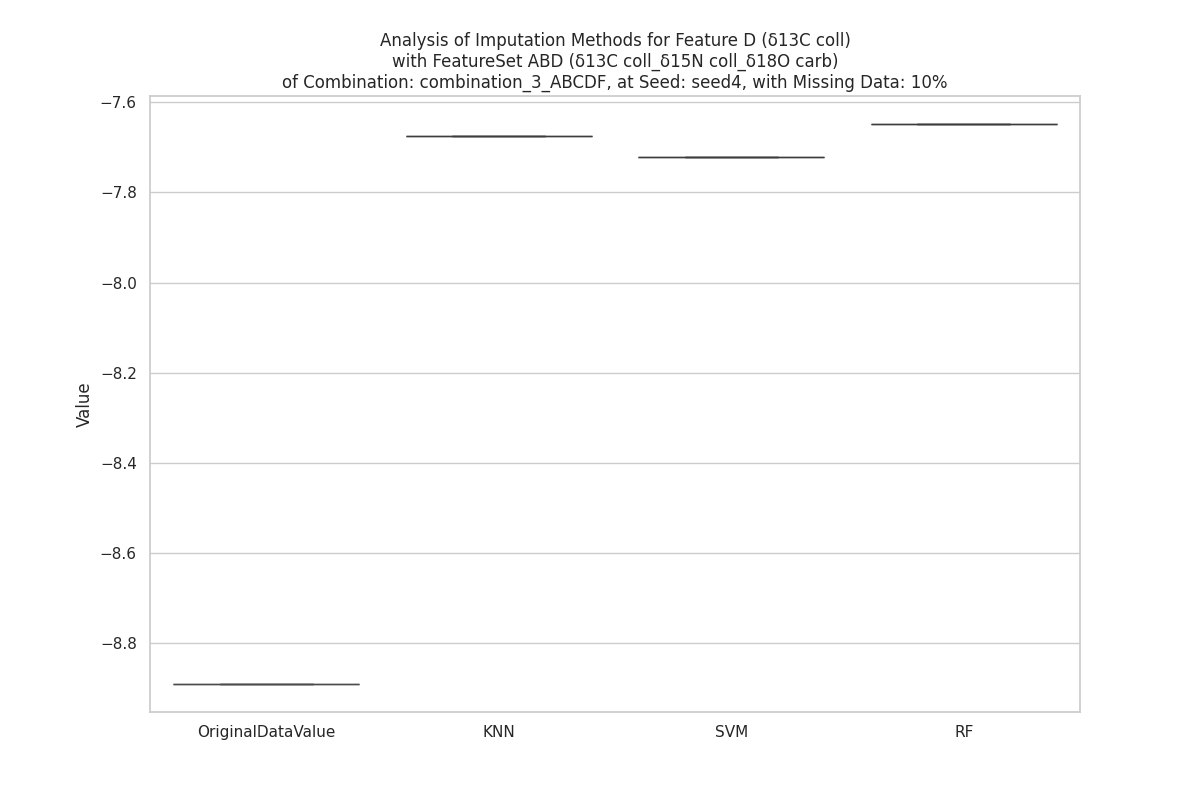 Analysis of Imputation Methods for Feature D (δ13C coll)
with FeatureSet ABD (δ13C coll_δ15N coll_δ18O carb)
of Combination: combination_3_ABCDF, at Seed: seed4, with Missing Data: 10%
−7.6
−7.8
−8.0
−8.2
−8.4
−8.6
−8.8
Value
OriginalDataValue
KNN
SVM
RF